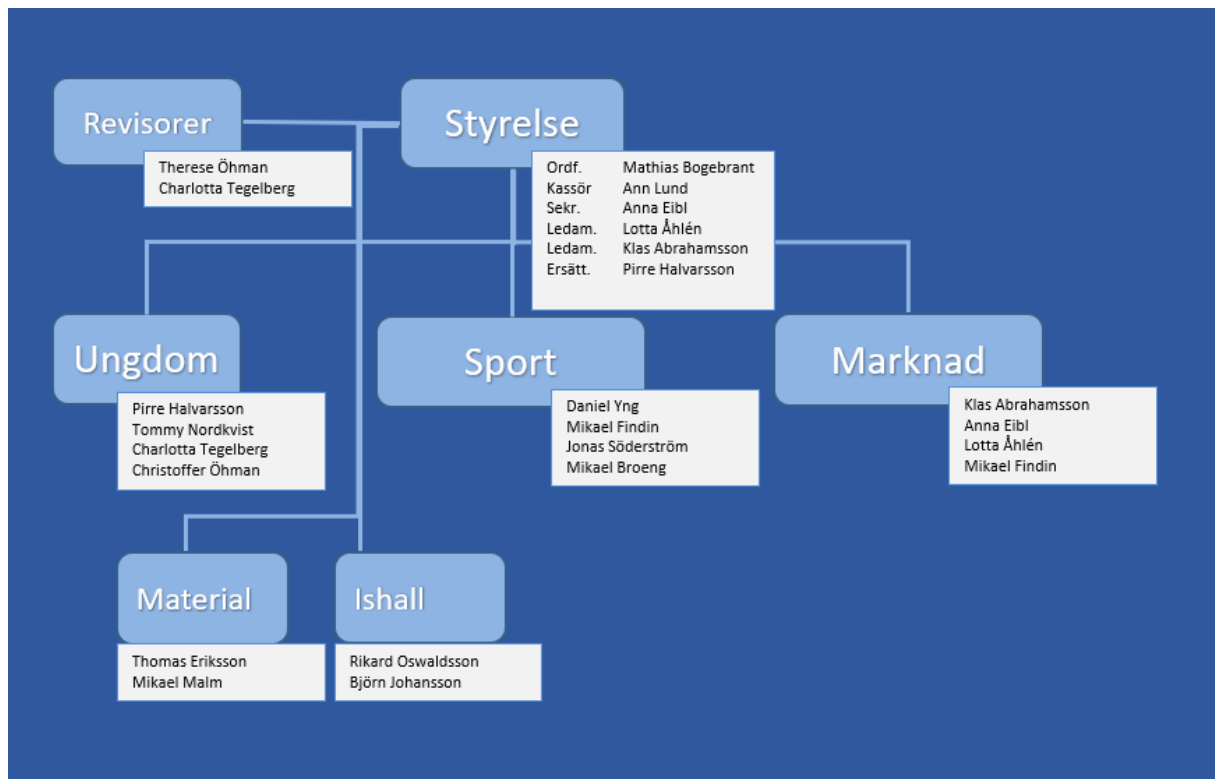 Revisorer
Therese Öhman
Charlotta Tegelberg
Styrelse
Ordf. Mathias Bogebrant
Kassör Ann Lund
Sekr. Anna Eibl
Ledam. Lotta Åhlén
Ledam. Klas Abrahamsson
Ersätt. Pirre Halvarsson
Ungdom
Pirre Halvarsson
Tommy Nordkvist
Charlotta Tegelberg
Christoffer Öhman
Sport
Daniel Yng
Mikael Findin
Jonas Söderström
Mikael Broeng
Marknad
Klas Abrahamsson
Anna Eibl
Lotta Åhlén
Mikael Findin
Material
Thomas Eriksson
Mikael Malm
Ishall
Rikard Oswaldsson
Björn Johansson